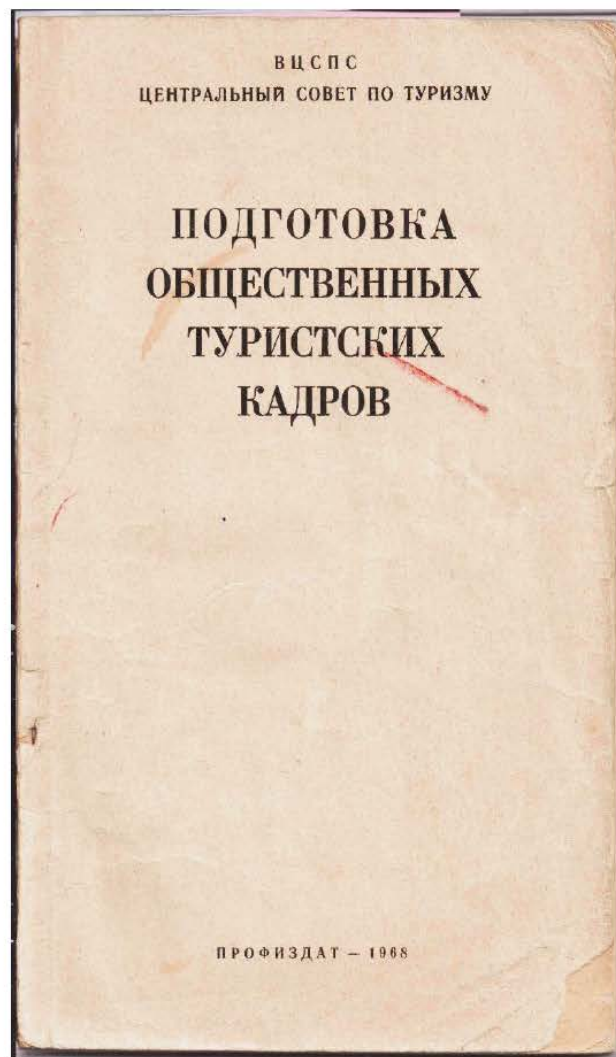 ВЦСПС
ЦЕНТРАЛЬНЫЙ СОВЕТ ПО ТУРИЗМУ
ПОДГОТОВКА
ОБЩЕСТВЕННЫХ
ТУРИСТСКИХ
КАДРОВ
ПРОФИЗДАТ — 1968